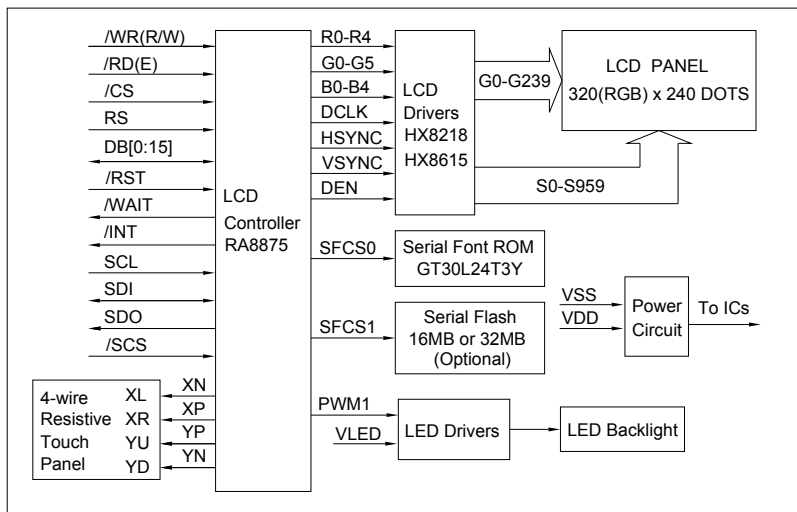 /WR(R/W)
/RD(E)
/CS
RS
DB[0:15]
/RST
/WAIT
/INT
SCL
SDI
SDO
/SCS
4-wire
Resistive
Touch
Panel
XL
XR
YU
YD
XN
XP
YP
YN
LCD
Controller
RA8875
R0-R4
G0-G5
B0-B4
DCLK
HSYNC
VSYNC
DEN
SFCS0
SFCS1
PWM1
VLED
LCD
Drivers
HX8218
HX8615
G0-G239
S0-S959
LCD PANEL
320(RGB) x 240 DOTS
Serial Font ROM
GT30L24T3Y
Serial Flash
16MB or 32MB
(Optional)
VSS
VDD
Power
Circuit
To ICs
LED Drivers
LED Backlight